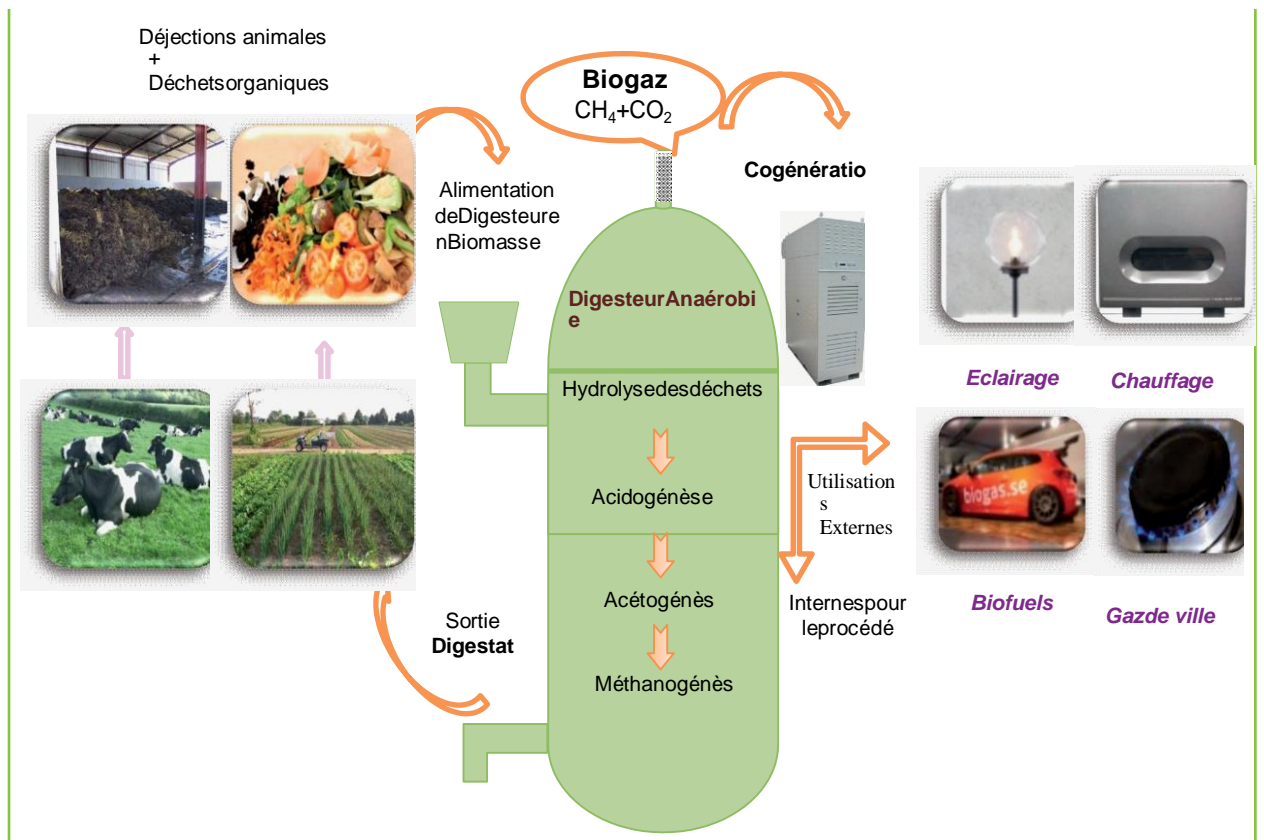 Déjections animales
+
Déchetsorganiques
Biogaz
CH4+CO2
Alimentation
deDigesteure
nBiomasse
Cogénératio
DigesteurAnaérobi
e
Hydrolysedesdéchets
Acidogénèse
Acétogénès
Méthanogénès
Sortie
Digestat
Utilisation
s
Externes
Internespour
leprocédé
Eclairage
Chauffage
biogas.se
Biofuels
Gazde ville